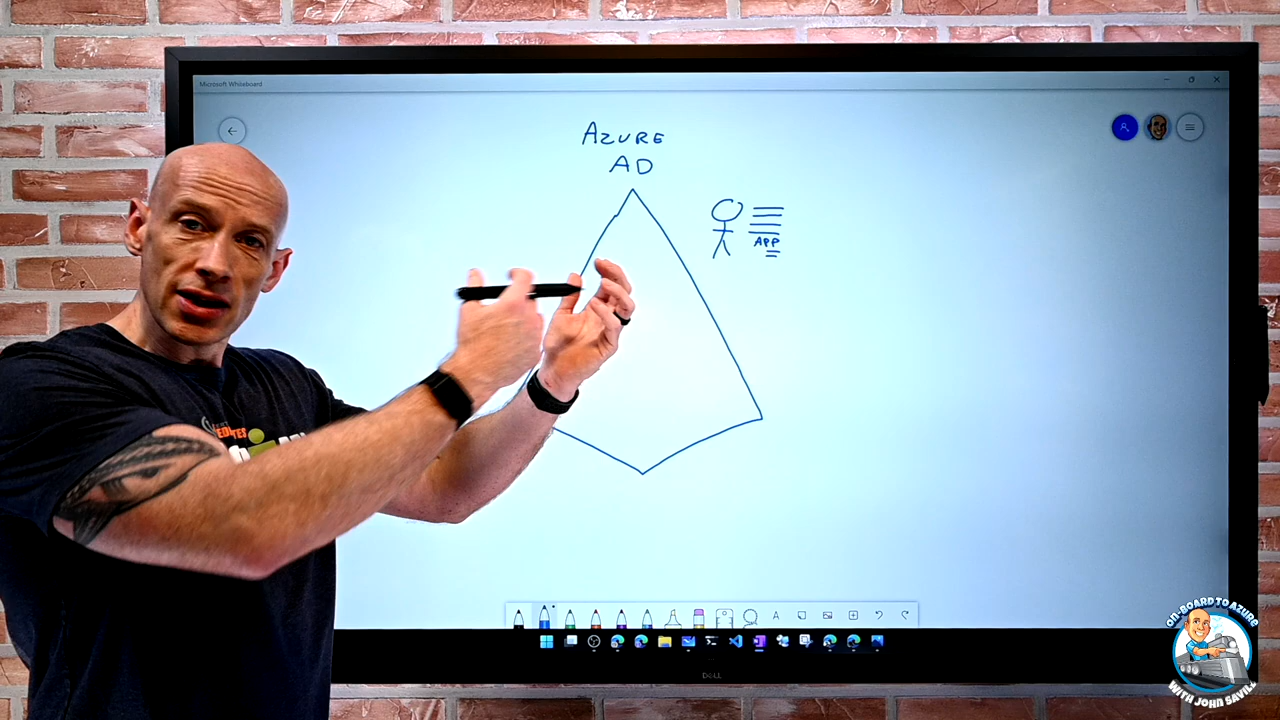 Microsoft Whiteboard
AZURE
AD
APP
DELL
ON-BOARD TO AZURE
WITH JOHN SAVILL